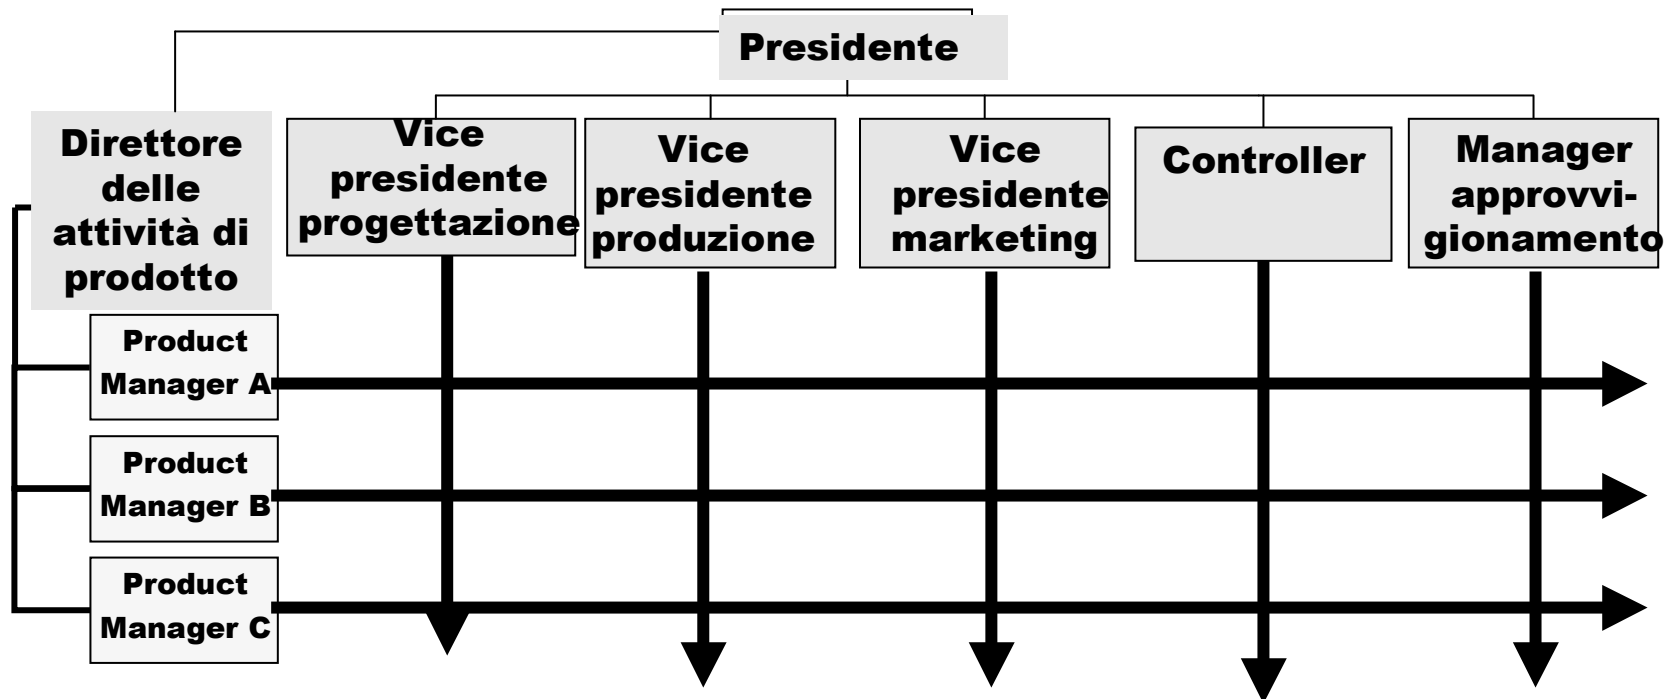 Presidente
Direttore
delle
attività di
prodotto
Vice
presidente
progettazione
Vice
presidente
produzione
Vice
presidente
marketing
Controller
Manager
approvvi-
gionamento
Product
Manager A
Product
Manager B
Product
Manager C